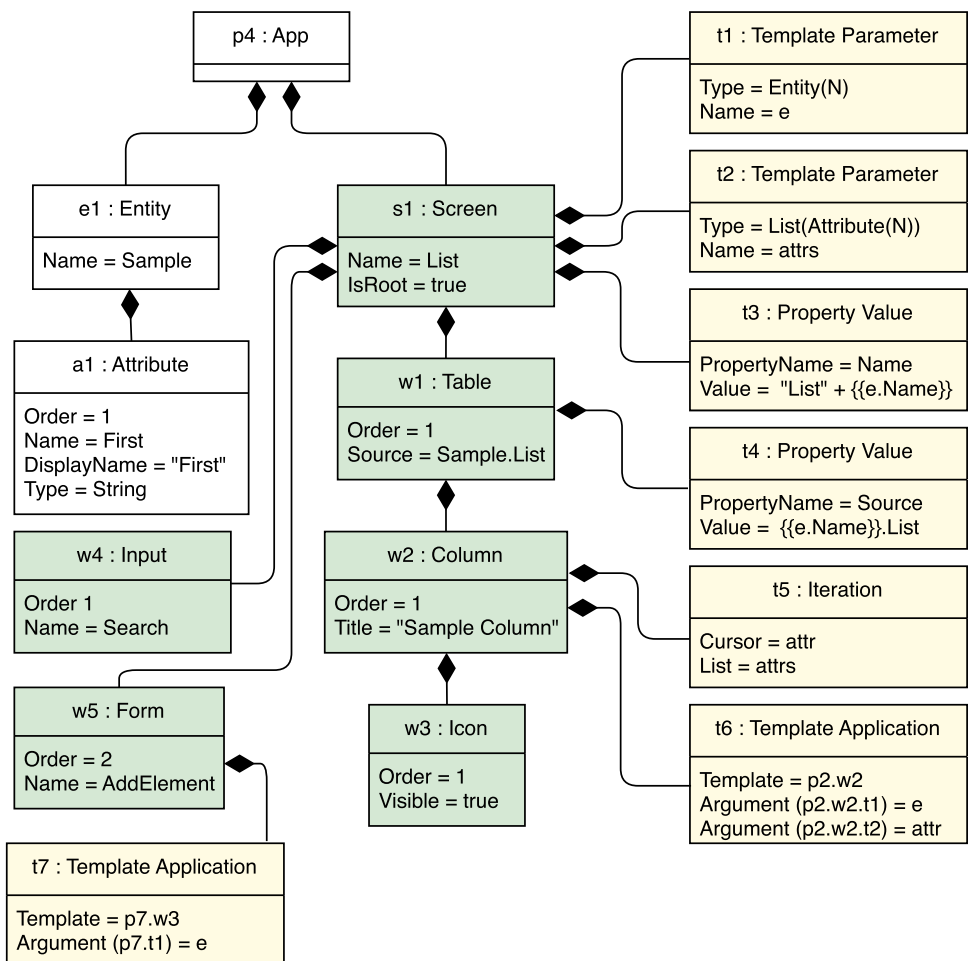 p4 : App
e1 : Entity
Name = Sample
a1 : Attribute
Order = 1
Name = First
DisplayName = "First"
Type = String
s1 : Screen
Name = List
IsRoot = true
w1 : Table
Order = 1
Source = Sample.List
w2 : Column
Order = 1
Title = "Sample Column"
w3 : Icon
Order = 1
Visible = true
w4 : Input
Order 1
Name = Search
w5 : Form
Order = 2
Name = AddElement
t7 : Template Application
Template = p7.w3
Argument (p7.t1) = e
t1 : Template Parameter
Type = Entity(N)
Name = e
t2 : Template Parameter
Type = List(Attribute(N))
Name = attrs
t3 : Property Value
PropertyName = Name
Value =  "List" + {{e.Name}}
t4 : Property Value
PropertyName = Source
Value =  {{e.Name}}.List
t5 : Iteration
Cursor = attr
List = attrs
t6 : Template Application
Template = p2.w2
Argument (p2.w2.t1) = e
Argument (p2.w2.t2) = attr